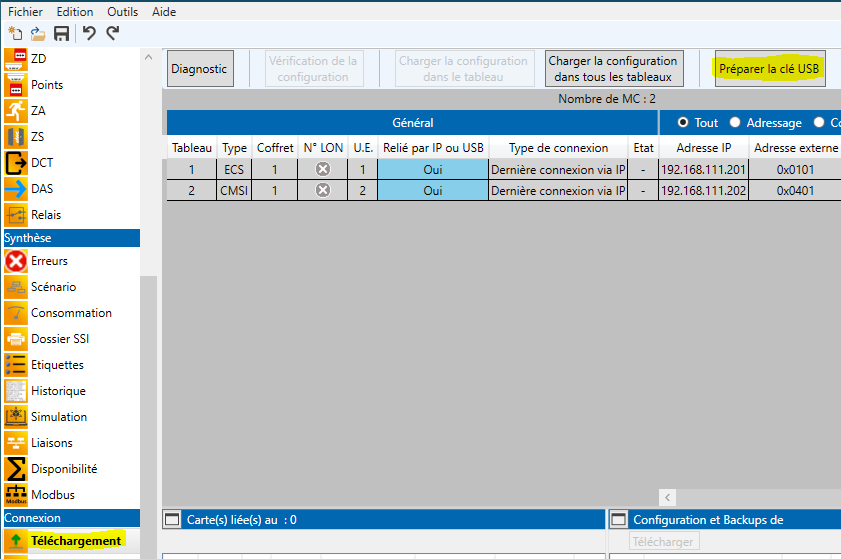 Fichier Edition Outils Aide
ZD
Points
ZA
ZS
DCT
DAS
Relais
Synthèse
Erreurs
Scénario
Consommation
Dossier SSI
Etiquettes
Historique
Simulation
Liaisons
Disponibilité
Modbus
Modbus
Connexion
Téléchargement
Diagnostic
Vérification de la
configuration
Charger la configuration
dans le tableau
Charger la configuration
dans tous les tableaux
Préparer la clé USB
Nombre de MC : 2
Général Tout Adressage Co
Tableau Type Coffret N° LON U.E. Relié par IP ou USB Type de connexion Etat Adresse IP Adresse externe
1 ECS 1 1 Oui Dernière connexion via IP - 192.168.111.201 0x0101
2 CMSI 1 2 Oui Dernière connexion via IP - 192.168.111.202 0x0401
Carte(s) liée(s) au : 0
Configuration et Backups de
Télécharger